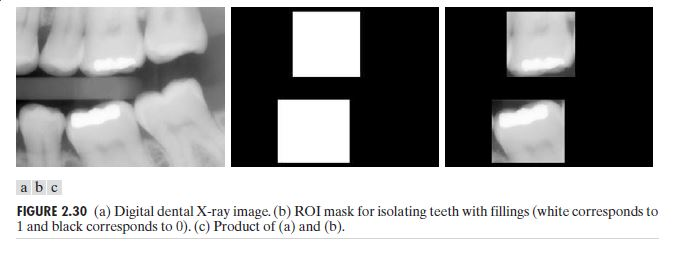 a b c
FIGURE 2.30 (a) Digital dental X-ray image. (b) ROI mask for isolating teeth with fillings (white corresponds to
1 and black corresponds to 0). (c) Product of (a) and (b).